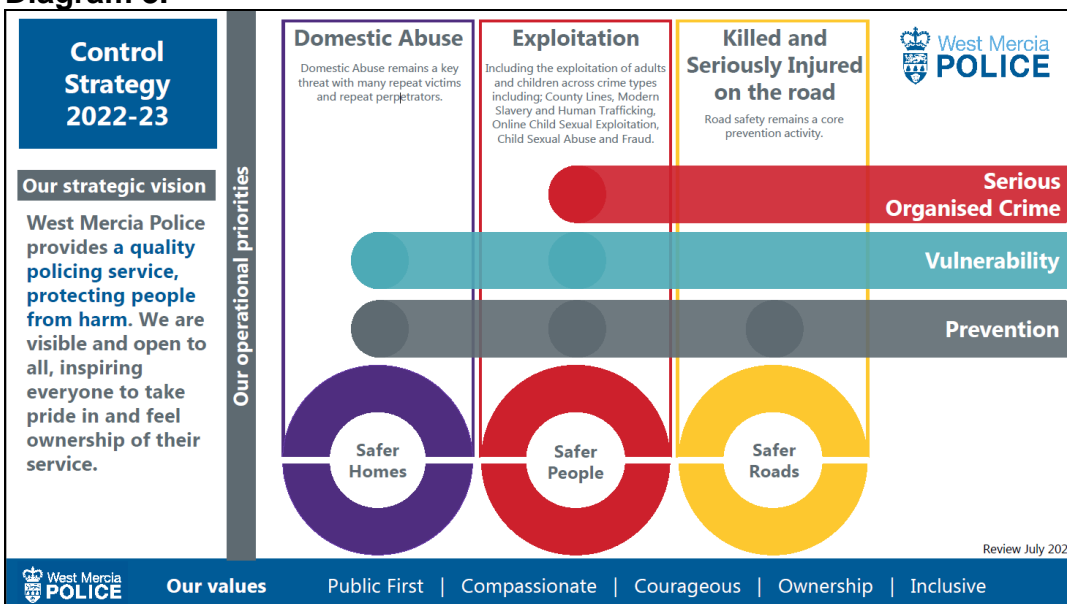 Control
Strategy
2022-23
Our strategic vision
West Mercia Police
provides a quality
policing service,
protecting people
from harm. We are
visible and open to
all, inspiring
everyone to take
pride in and feel
ownership of their
service.
Our operational priorities
Domestic Abuse
Domestic Abuse remains a key
threat with many repeat victims
and repeat perpetrators.
Exploitation
Including the exploitation of adults
and children across crime types
including; County Lines, Modern
Slavery and Human Trafficking,
Online Child Sexual Exploitation,
Child Sexual Abuse and Fraud.
Killed and
Seriously Injured
on the road
Road safety remains a core
prevention activity.
West Mercia
POLICE
Serious
Organised Crime
Vulnerability
Prevention
Safer
Homes
Safer
People
Safer
Roads
Review July 202
West Mercia
POLICE
Our values
Public First | Compassionate | Courageous | Ownership | Inclusive